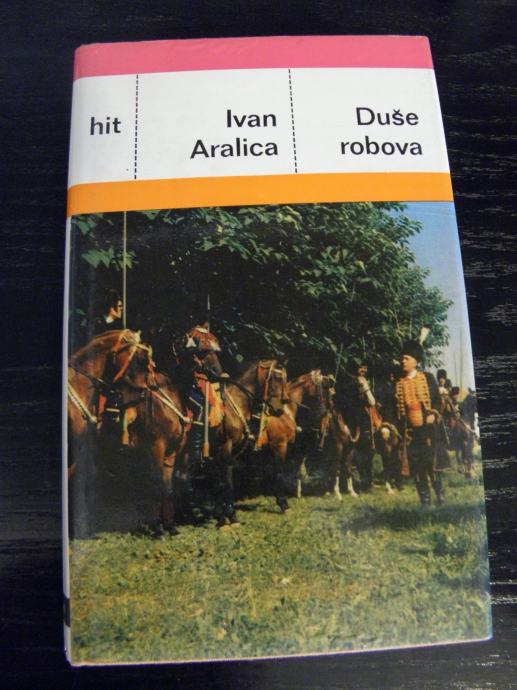 hit
Ivan
Aralica
Duše
robova